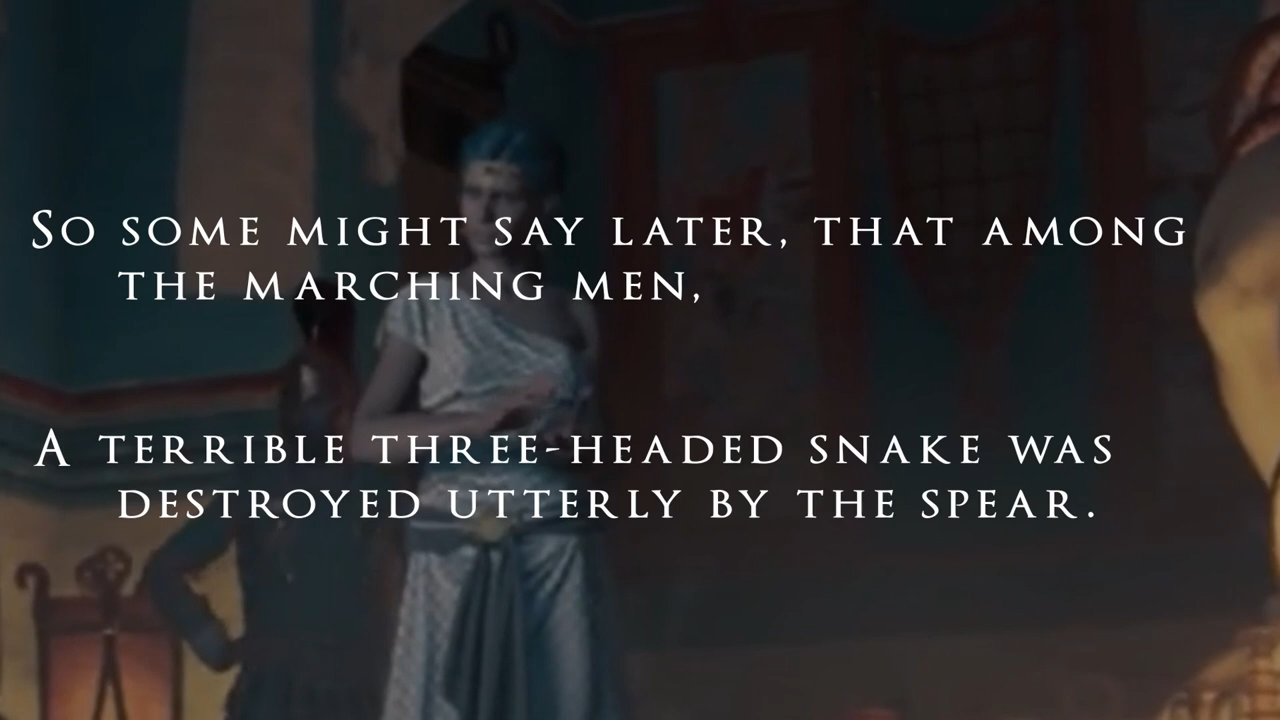 So some might say later, that among
the marching men,
A terrible three-headed snake was
destroyed utterly by the spear.